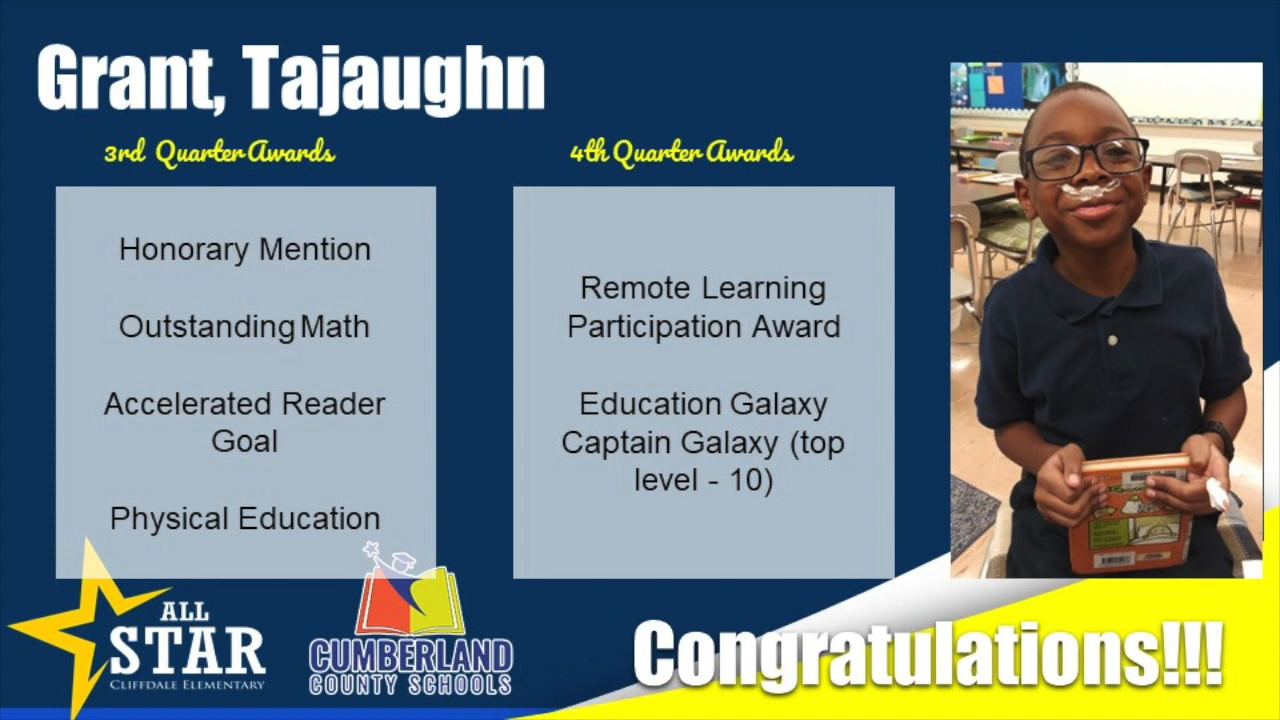 Grant, Tajaughn
3rd Quarter Awards
Honorary Mention
Outstanding Math
Accelerated Reader
Goal
Physical Education
4th Quarter Awards
Remote Learning
Participation Award
Education Galaxy
Captain Galaxy (top
level - 10)
ALL
STAR
CLIFFDALE ELEMENTARY
CUMBERLAND
COUNTY SCHOOLS
Congratulations!!!